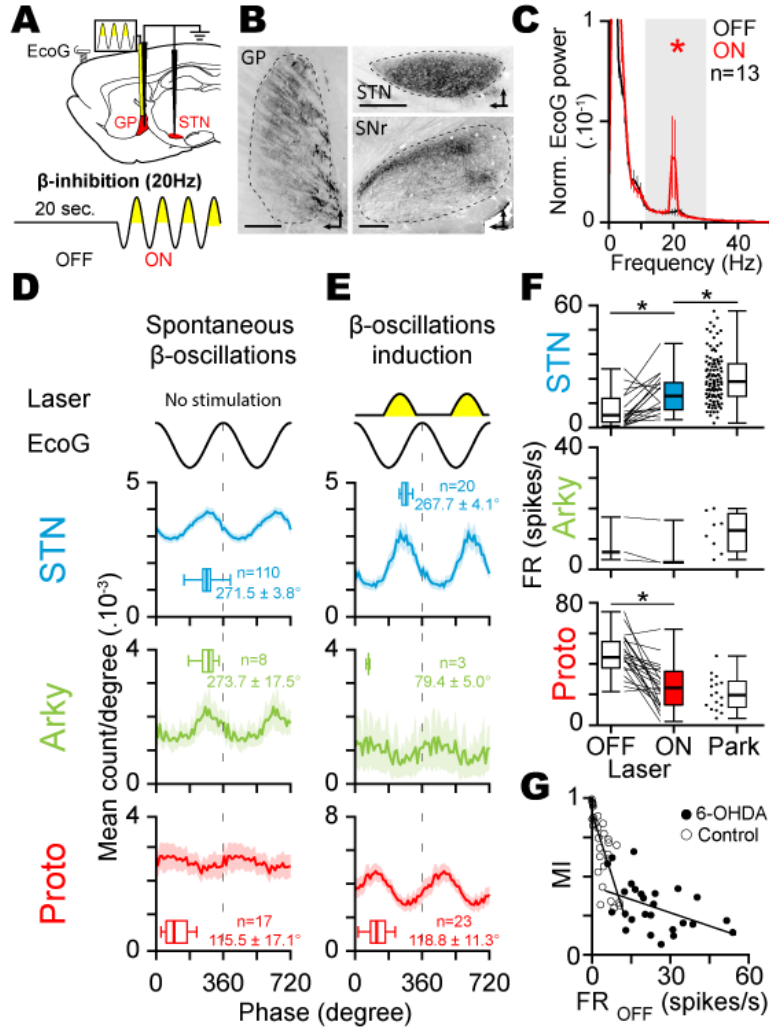 A
EcoG
GP
STN
β-inhibition (20Hz)
20 sec.
OFF
ON
B
GP
STN
SNr
C
Norm. EcoG power
(.10⁻¹)
1
0
0
20
40
Frequency (Hz)
*
OFF
ON
n=13
D
Spontaneous
β-oscillations
E
β-oscillations
induction
Laser
No stimulation
EcoG
STN
Arky
Proto
Mean count/degree (.10⁻³)
5
0
n=110
271.5 ± 3.8°
5
0
n=20
267.7 ± 4.1°
4
0
n=8
273.7 ± 17.5°
4
0
n=3
79.4 ± 5.0°
6
0
n=17
115.5 ± 17.1°
8
0
n=23
118.8 ± 11.3°
0
360
720
0
360
720
Phase (degree)
F
STN
Arky
Proto
FR (spikes/s)
60
0
* *
40
0
80
0
*
OFF
ON
Park
Laser
G
MI
1
0
0
30
60
6-OHDA
Control
FR OFF (spikes/s)